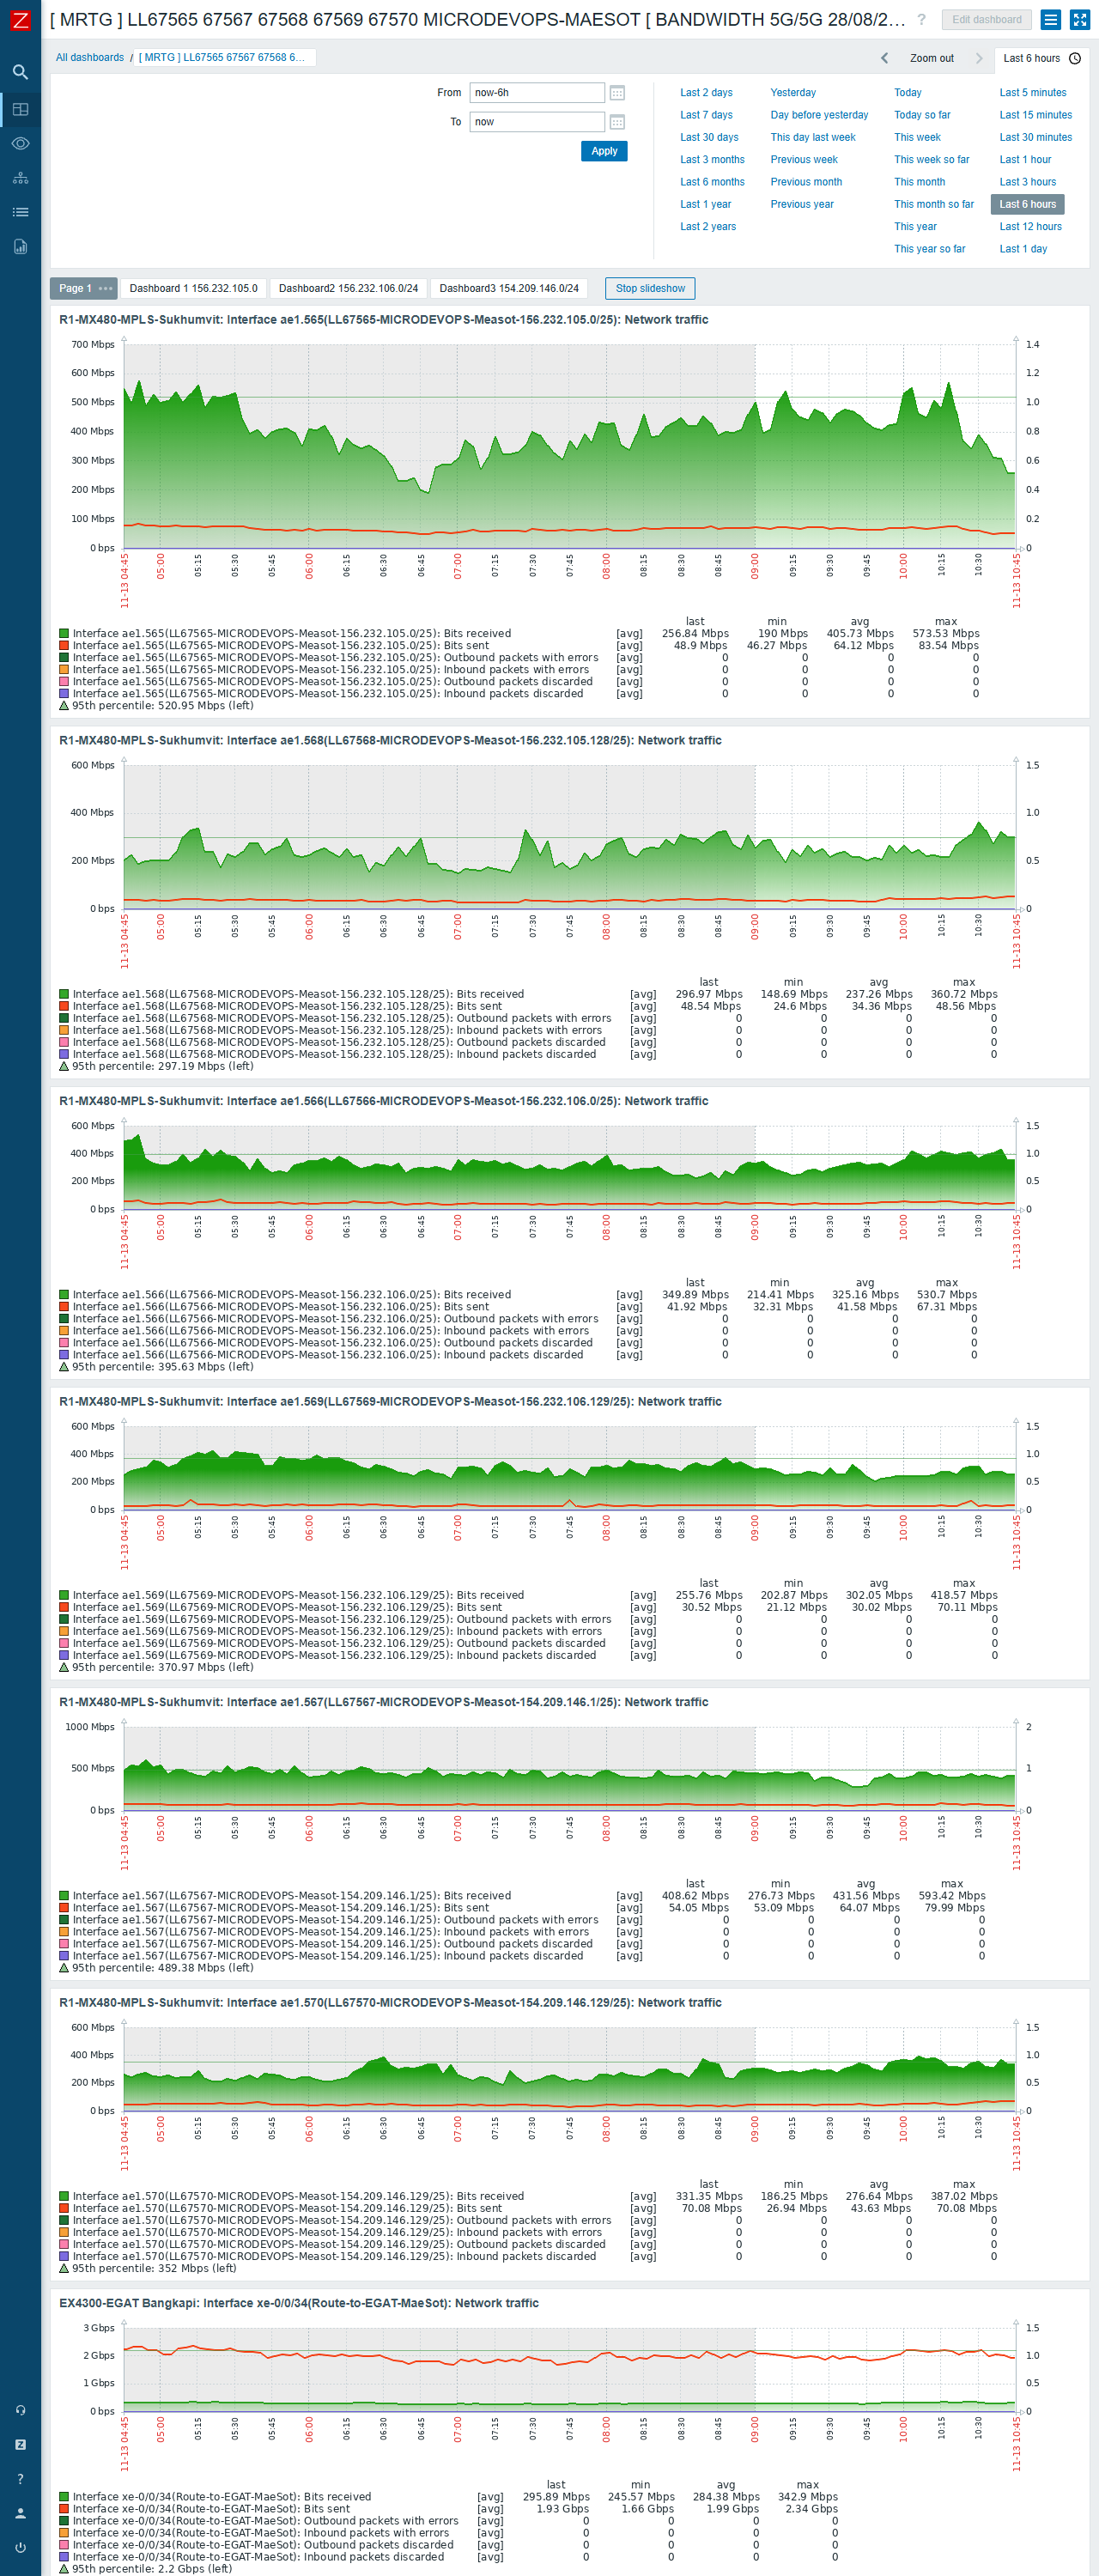 [ MRTG ] LL67565 67567 67568 67569 67570 MICRODEVOPS-MAESOT [ BANDWIDTH 5G/5G 28/08/2... ? Edit dashboard
All dashboards / [ MRTG ] LL67565 67567 67568 6... Zoom out Last 6 hours
From now-6h
To now
Apply
Last 2 days Yesterday Today Last 5 minutes
Last 7 days Day before yesterday Today so far Last 15 minutes
Last 30 days This day last week This week Last 30 minutes
Last 3 months Previous week This week so far Last 1 hour
Last 6 months Previous month This month Last 3 hours
Last 1 year Previous year This month so far Last 6 hours
Last 2 years This year Last 12 hours
This year so far Last 1 day
Page 1 Dashboard 1 156.232.105.0 Dashboard2 156.232.106.0/24 Dashboard3 154.209.146.0/24 Stop slideshow
R1-MX480-MPLS-Sukhumvit: Interface ae1.565(LL67565-MICRODEVOPS-Measot-156.232.105.0/25): Network traffic
700 Mbps 1.4
600 Mbps 1.2
500 Mbps 1.0
400 Mbps 0.8
300 Mbps 0.6
200 Mbps 0.4
100 Mbps 0.2
0 bps 0
11-13 04:45 05:00 05:15 05:30 05:45 06:00 06:15 06:30 06:45 07:00 07:15 07:30 07:45 08:00 08:15 08:30 08:45 09:00 09:15 09:30 09:45 10:00 10:15 10:30 11-13 10:45
last min avg max
Interface ae1.565(LL67565-MICRODEVOPS-Measot-156.232.105.0/25): Bits received [avg] 256.84 Mbps 190 Mbps 405.73 Mbps 573.53 Mbps
Interface ae1.565(LL67565-MICRODEVOPS-Measot-156.232.105.0/25): Bits sent [avg] 48.9 Mbps 46.27 Mbps 64.12 Mbps 83.54 Mbps
Interface ae1.565(LL67565-MICRODEVOPS-Measot-156.232.105.0/25): Outbound packets with errors [avg] 0 0 0 0
Interface ae1.565(LL67565-MICRODEVOPS-Measot-156.232.105.0/25): Inbound packets with errors [avg] 0 0 0 0
Interface ae1.565(LL67565-MICRODEVOPS-Measot-156.232.105.0/25): Outbound packets discarded [avg] 0 0 0 0
Interface ae1.565(LL67565-MICRODEVOPS-Measot-156.232.105.0/25): Inbound packets discarded [avg] 0 0 0 0
95th percentile: 520.95 Mbps (left)
R1-MX480-MPLS-Sukhumvit: Interface ae1.568(LL67568-MICRODEVOPS-Measot-156.232.105.128/25): Network traffic
600 Mbps 1.5
400 Mbps 1.0
200 Mbps 0.5
0 bps 0
11-13 04:45 05:00 05:15 05:30 05:45 06:00 06:15 06:30 06:45 07:00 07:15 07:30 07:45 08:00 08:15 08:30 08:45 09:00 09:15 09:30 09:45 10:00 10:15 10:30 11-13 10:45
last min avg max
Interface ae1.568(LL67568-MICRODEVOPS-Measot-156.232.105.128/25): Bits received [avg] 296.97 Mbps 148.69 Mbps 237.26 Mbps 360.72 Mbps
Interface ae1.568(LL67568-MICRODEVOPS-Measot-156.232.105.128/25): Bits sent [avg] 48.54 Mbps 24.6 Mbps 34.36 Mbps 48.56 Mbps
Interface ae1.568(LL67568-MICRODEVOPS-Measot-156.232.105.128/25): Outbound packets with errors [avg] 0 0 0 0
Interface ae1.568(LL67568-MICRODEVOPS-Measot-156.232.105.128/25): Inbound packets with errors [avg] 0 0 0 0
Interface ae1.568(LL67568-MICRODEVOPS-Measot-156.232.105.128/25): Outbound packets discarded [avg] 0 0 0 0
Interface ae1.568(LL67568-MICRODEVOPS-Measot-156.232.105.128/25): Inbound packets discarded [avg] 0 0 0 0
95th percentile: 297.19 Mbps (left)
R1-MX480-MPLS-Sukhumvit: Interface ae1.566(LL67566-MICRODEVOPS-Measot-156.232.106.0/25): Network traffic
600 Mbps 1.5
400 Mbps 1.0
200 Mbps 0.5
0 bps 0
11-13 04:45 05:00 05:15 05:30 05:45 06:00 06:15 06:30 06:45 07:00 07:15 07:30 07:45 08:00 08:15 08:30 08:45 09:00 09:15 09:30 09:45 10:00 10:15 10:30 11-13 10:45
last min avg max
Interface ae1.566(LL67566-MICRODEVOPS-Measot-156.232.106.0/25): Bits received [avg] 349.89 Mbps 214.41 Mbps 325.16 Mbps 530.7 Mbps
Interface ae1.566(LL67566-MICRODEVOPS-Measot-156.232.106.0/25): Bits sent [avg] 41.92 Mbps 32.31 Mbps 41.58 Mbps 67.31 Mbps
Interface ae1.566(LL67566-MICRODEVOPS-Measot-156.232.106.0/25): Outbound packets with errors [avg] 0 0 0 0
Interface ae1.566(LL67566-MICRODEVOPS-Measot-156.232.106.0/25): Inbound packets with errors [avg] 0 0 0 0
Interface ae1.566(LL67566-MICRODEVOPS-Measot-156.232.106.0/25): Outbound packets discarded [avg] 0 0 0 0
Interface ae1.566(LL67566-MICRODEVOPS-Measot-156.232.106.0/25): Inbound packets discarded [avg] 0 0 0 0
95th percentile: 395.63 Mbps (left)
R1-MX480-MPLS-Sukhumvit: Interface ae1.569(LL67569-MICRODEVOPS-Measot-156.232.106.129/25): Network traffic
600 Mbps 1.5
400 Mbps 1.0
200 Mbps 0.5
0 bps 0
11-13 04:45 05:00 05:15 05:30 05:45 06:00 06:15 06:30 06:45 07:00 07:15 07:30 07:45 08:00 08:15 08:30 08:45 09:00 09:15 09:30 09:45 10:00 10:15 10:30 11-13 10:45
last min avg max
Interface ae1.569(LL67569-MICRODEVOPS-Measot-156.232.106.129/25): Bits received [avg] 255.76 Mbps 202.87 Mbps 302.05 Mbps 418.57 Mbps
Interface ae1.569(LL67569-MICRODEVOPS-Measot-156.232.106.129/25): Bits sent [avg] 30.52 Mbps 21.12 Mbps 30.02 Mbps 70.11 Mbps
Interface ae1.569(LL67569-MICRODEVOPS-Measot-156.232.106.129/25): Outbound packets with errors [avg] 0 0 0 0
Interface ae1.569(LL67569-MICRODEVOPS-Measot-156.232.106.129/25): Inbound packets with errors [avg] 0 0 0 0
Interface ae1.569(LL67569-MICRODEVOPS-Measot-156.232.106.129/25): Outbound packets discarded [avg] 0 0 0 0
Interface ae1.569(LL67569-MICRODEVOPS-Measot-156.232.106.129/25): Inbound packets discarded [avg] 0 0 0 0
95th percentile: 370.97 Mbps (left)
R1-MX480-MPLS-Sukhumvit: Interface ae1.567(LL67567-MICRODEVOPS-Measot-154.209.146.1/25): Network traffic
1000 Mbps 2
500 Mbps 1
0 bps 0
11-13 04:45 05:00 05:15 05:30 05:45 06:00 06:15 06:30 06:45 07:00 07:15 07:30 07:45 08:00 08:15 08:30 08:45 09:00 09:15 09:30 09:45 10:00 10:15 10:30 11-13 10:45
last min avg max
Interface ae1.567(LL67567-MICRODEVOPS-Measot-154.209.146.1/25): Bits received [avg] 408.62 Mbps 276.73 Mbps 431.56 Mbps 593.42 Mbps
Interface ae1.567(LL67567-MICRODEVOPS-Measot-154.209.146.1/25): Bits sent [avg] 54.05 Mbps 53.09 Mbps 64.07 Mbps 79.99 Mbps
Interface ae1.567(LL67567-MICRODEVOPS-Measot-154.209.146.1/25): Outbound packets with errors [avg] 0 0 0 0
Interface ae1.567(LL67567-MICRODEVOPS-Measot-154.209.146.1/25): Inbound packets with errors [avg] 0 0 0 0
Interface ae1.567(LL67567-MICRODEVOPS-Measot-154.209.146.1/25): Outbound packets discarded [avg] 0 0 0 0
Interface ae1.567(LL67567-MICRODEVOPS-Measot-154.209.146.1/25): Inbound packets discarded [avg] 0 0 0 0
95th percentile: 489.38 Mbps (left)
R1-MX480-MPLS-Sukhumvit: Interface ae1.570(LL67570-MICRODEVOPS-Measot-154.209.146.129/25): Network traffic
600 Mbps 1.5
400 Mbps 1.0
200 Mbps 0.5
0 bps 0
11-13 04:45 05:00 05:15 05:30 05:45 06:00 06:15 06:30 06:45 07:00 07:15 07:30 07:45 08:00 08:15 08:30 08:45 09:00 09:15 09:30 09:45 10:00 10:15 10:30 11-13 10:45
last min avg max
Interface ae1.570(LL67570-MICRODEVOPS-Measot-154.209.146.129/25): Bits received [avg] 331.35 Mbps 186.25 Mbps 276.64 Mbps 387.02 Mbps
Interface ae1.570(LL67570-MICRODEVOPS-Measot-154.209.146.129/25): Bits sent [avg] 70.08 Mbps 26.94 Mbps 43.63 Mbps 70.08 Mbps
Interface ae1.570(LL67570-MICRODEVOPS-Measot-154.209.146.129/25): Outbound packets with errors [avg] 0 0 0 0
Interface ae1.570(LL67570-MICRODEVOPS-Measot-154.209.146.129/25): Inbound packets with errors [avg] 0 0 0 0
Interface ae1.570(LL67570-MICRODEVOPS-Measot-154.209.146.129/25): Outbound packets discarded [avg] 0 0 0 0
Interface ae1.570(LL67570-MICRODEVOPS-Measot-154.209.146.129/25): Inbound packets discarded [avg] 0 0 0 0
95th percentile: 352 Mbps (left)
EX4300-EGAT Bangkapi: Interface xe-0/0/34(Route-to-EGAT-MaeSot): Network traffic
3 Gbps 1.5
2 Gbps 1.0
1 Gbps 0.5
0 bps 0
11-13 04:45 05:00 05:15 05:30 05:45 06:00 06:15 06:30 06:45 07:00 07:15 07:30 07:45 08:00 08:15 08:30 08:45 09:00 09:15 09:30 09:45 10:00 10:15 10:30 11-13 10:45
last min avg max
Interface xe-0/0/34(Route-to-EGAT-MaeSot): Bits received [avg] 295.89 Mbps 245.57 Mbps 284.38 Mbps 342.9 Mbps
Interface xe-0/0/34(Route-to-EGAT-MaeSot): Bits sent [avg] 1.93 Gbps 1.66 Gbps 1.99 Gbps 2.34 Gbps
Interface xe-0/0/34(Route-to-EGAT-MaeSot): Outbound packets with errors [avg] 0 0 0 0
Interface xe-0/0/34(Route-to-EGAT-MaeSot): Inbound packets with errors [avg] 0 0 0 0
Interface xe-0/0/34(Route-to-EGAT-MaeSot): Outbound packets discarded [avg] 0 0 0 0
Interface xe-0/0/34(Route-to-EGAT-MaeSot): Inbound packets discarded [avg] 0 0 0 0
95th percentile: 2.2 Gbps (left)